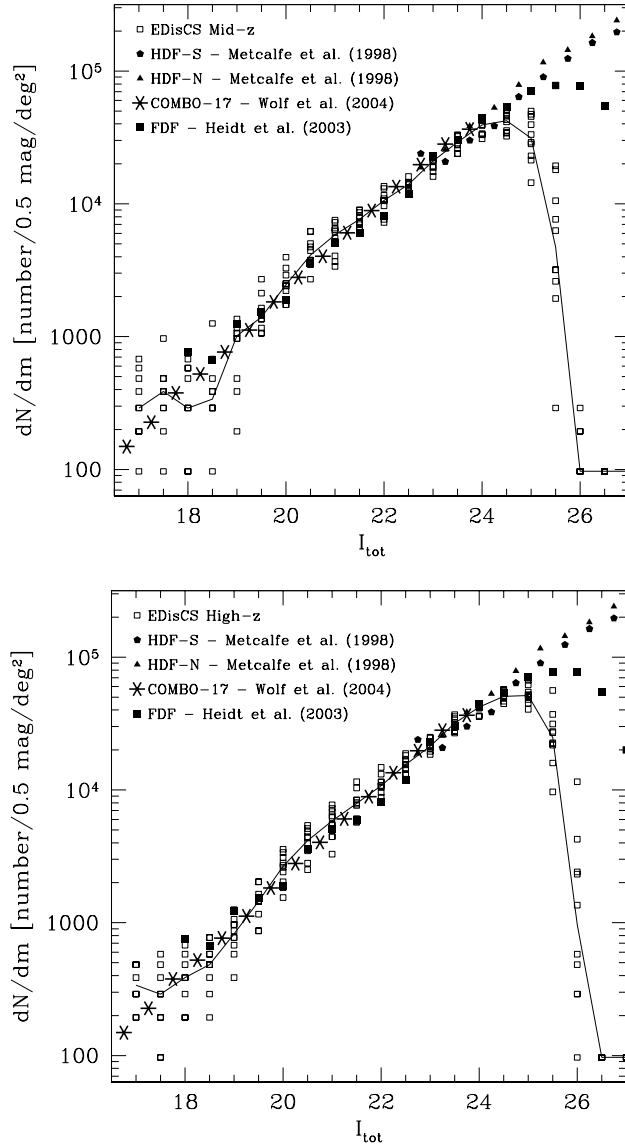 dN/dm [number/0.5 mag/deg²]
EDisCS Mid-z
HDF-S - Metcalfe et al. (1998)
HDF-N - Metcalfe et al. (1998)
COMBO-17 - Wolf et al. (2004)
FDF - Heidt et al. (2003)
10⁵
10⁴
1000
100
18 20 22 24 26
I_tot
dN/dm [number/0.5 mag/deg²]
EDisCS High-z
HDF-S - Metcalfe et al. (1998)
HDF-N - Metcalfe et al. (1998)
COMBO-17 - Wolf et al. (2004)
FDF - Heidt et al. (2003)
10⁵
10⁴
1000
100
18 20 22 24 26
I_tot